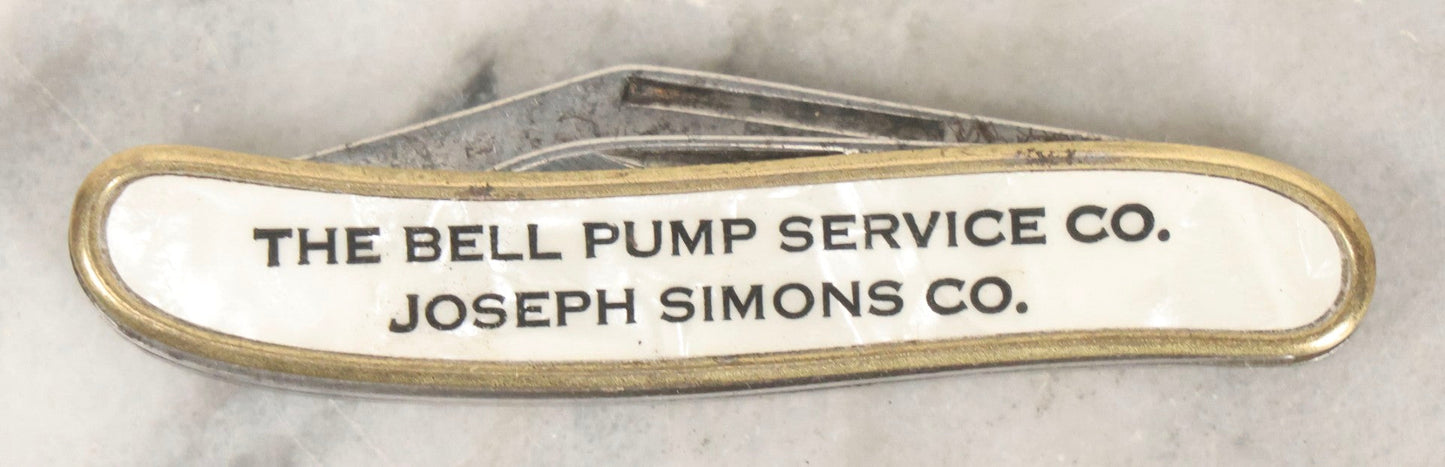 THE BELL PUMP SERVICE CO.
JOSEPH SIMONS CO.